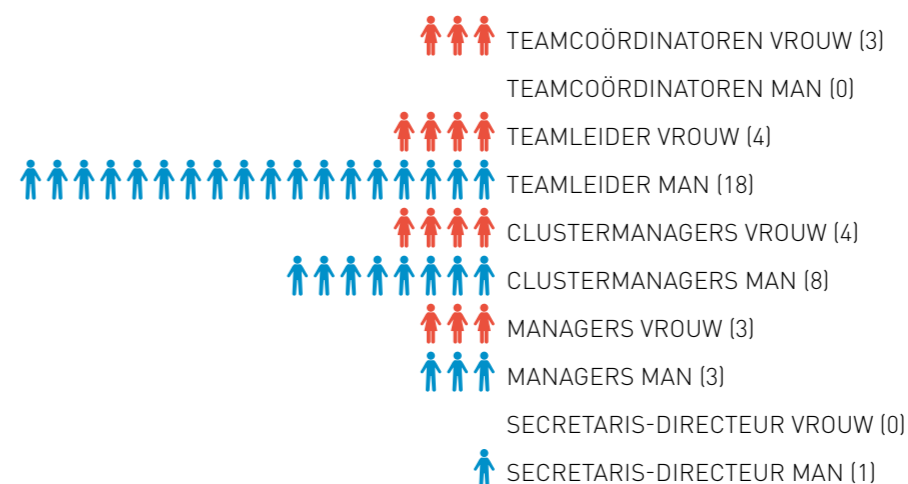 TEAMCOÖRDINATOREN VROUW (3)
TEAMCOÖRDINATOREN MAN (0)
TEAMLEIDER VROUW (4)
TEAMLEIDER MAN (18)
CLUSTERMANAGERS VROUW (4)
CLUSTERMANAGERS MAN (8)
MANAGERS VROUW (3)
MANAGERS MAN (3)
SECRETARIS-DIRECTEUR VROUW (0)
SECRETARIS-DIRECTEUR MAN (1)